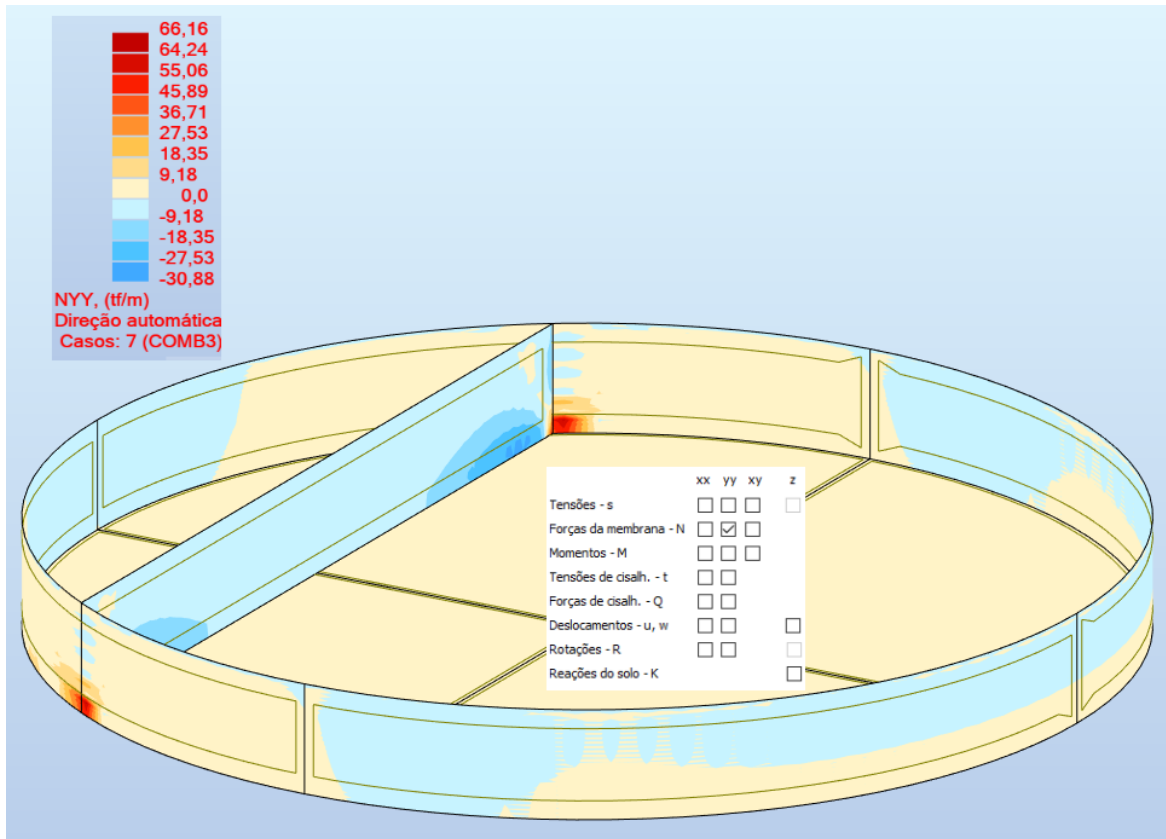 66,16
64,24
55,06
45,89
36,71
27,53
18,35
9,18
0,0
-9,18
-18,35
-27,53
-30,88
NYY, (tf/m)
Direção automática
Casos: 7 (COMB3)
xx yy xy z
Tensões - s
Forças da membrana - N
Momentos - M
Tensões de cisalh. - t
Forças de cisalh. - Q
Deslocamentos - u, w
Rotações - R
Reações do solo - K